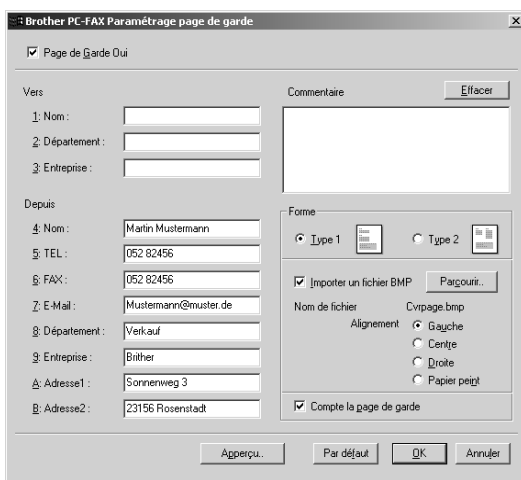 Brother PC-FAX Paramétrage page de garde
Page de Garde Oui
Vers
1: Nom :
2: Département :
3: Entreprise :
Commentaire
Effacer
Depuis
4: Nom : Martin Mustermann
5: TEL : 052 82456
6: FAX : 052 82456
7: E-Mail : Mustermann@muster.de
8: Département : Verkauf
9: Entreprise : Brither
A: Adresse1 : Sonnenweg 3
B: Adresse2 : 23156 Rosenstadt
Forme
Type 1 Type 2
Importer un fichier BMP Parcourir..
Nom de fichier Cvrpage.bmp
Alignement Gauche
Centre
Droite
Papier peint
Compte la page de garde
Apperçu.. Par défaut OK Annuler